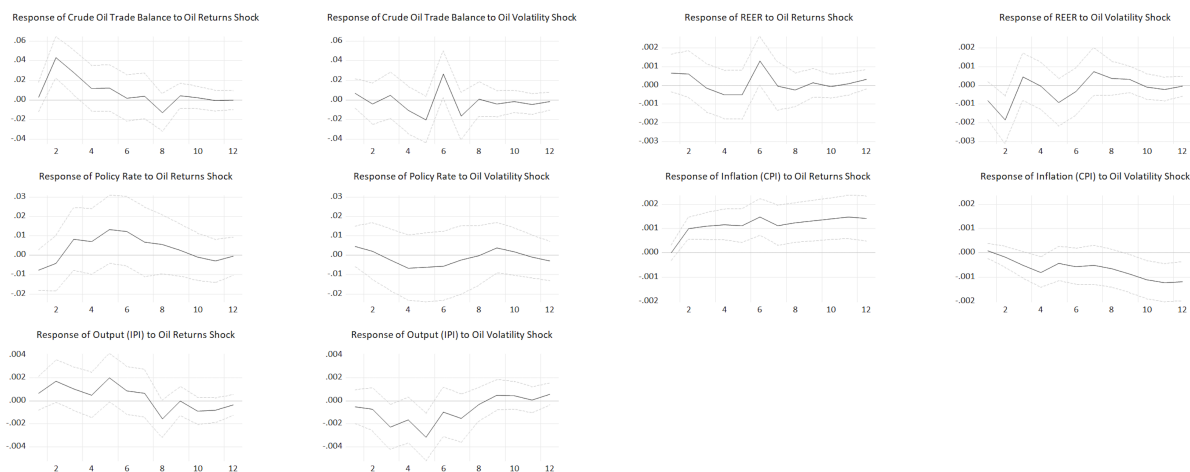 Response of Crude Oil Trade Balance to Oil Returns Shock
.06
.04
.02
.00
-.02
-.04
2 4 6 8 10 12
Response of Crude Oil Trade Balance to Oil Volatility Shock
.06
.04
.02
.00
-.02
-.04
2 4 6 8 10 12
Response of REER to Oil Returns Shock
.002
.001
.000
-.001
-.002
-.003
2 4 6 8 10 12
Response of REER to Oil Volatility Shock
.002
.001
.000
-.001
-.002
-.003
2 4 6 8 10 12
Response of Policy Rate to Oil Returns Shock
.03
.02
.01
.00
-.01
-.02
2 4 6 8 10 12
Response of Policy Rate to Oil Volatility Shock
.03
.02
.01
.00
-.01
-.02
2 4 6 8 10 12
Response of Inflation (CPI) to Oil Returns Shock
.002
.001
.000
-.001
-.002
2 4 6 8 10 12
Response of Inflation (CPI) to Oil Volatility Shock
.002
.001
.000
-.001
-.002
2 4 6 8 10 12
Response of Output (IPI) to Oil Returns Shock
.004
.002
.000
-.002
-.004
2 4 6 8 10 12
Response of Output (IPI) to Oil Volatility Shock
.004
.002
.000
-.002
-.004
2 4 6 8 10 12